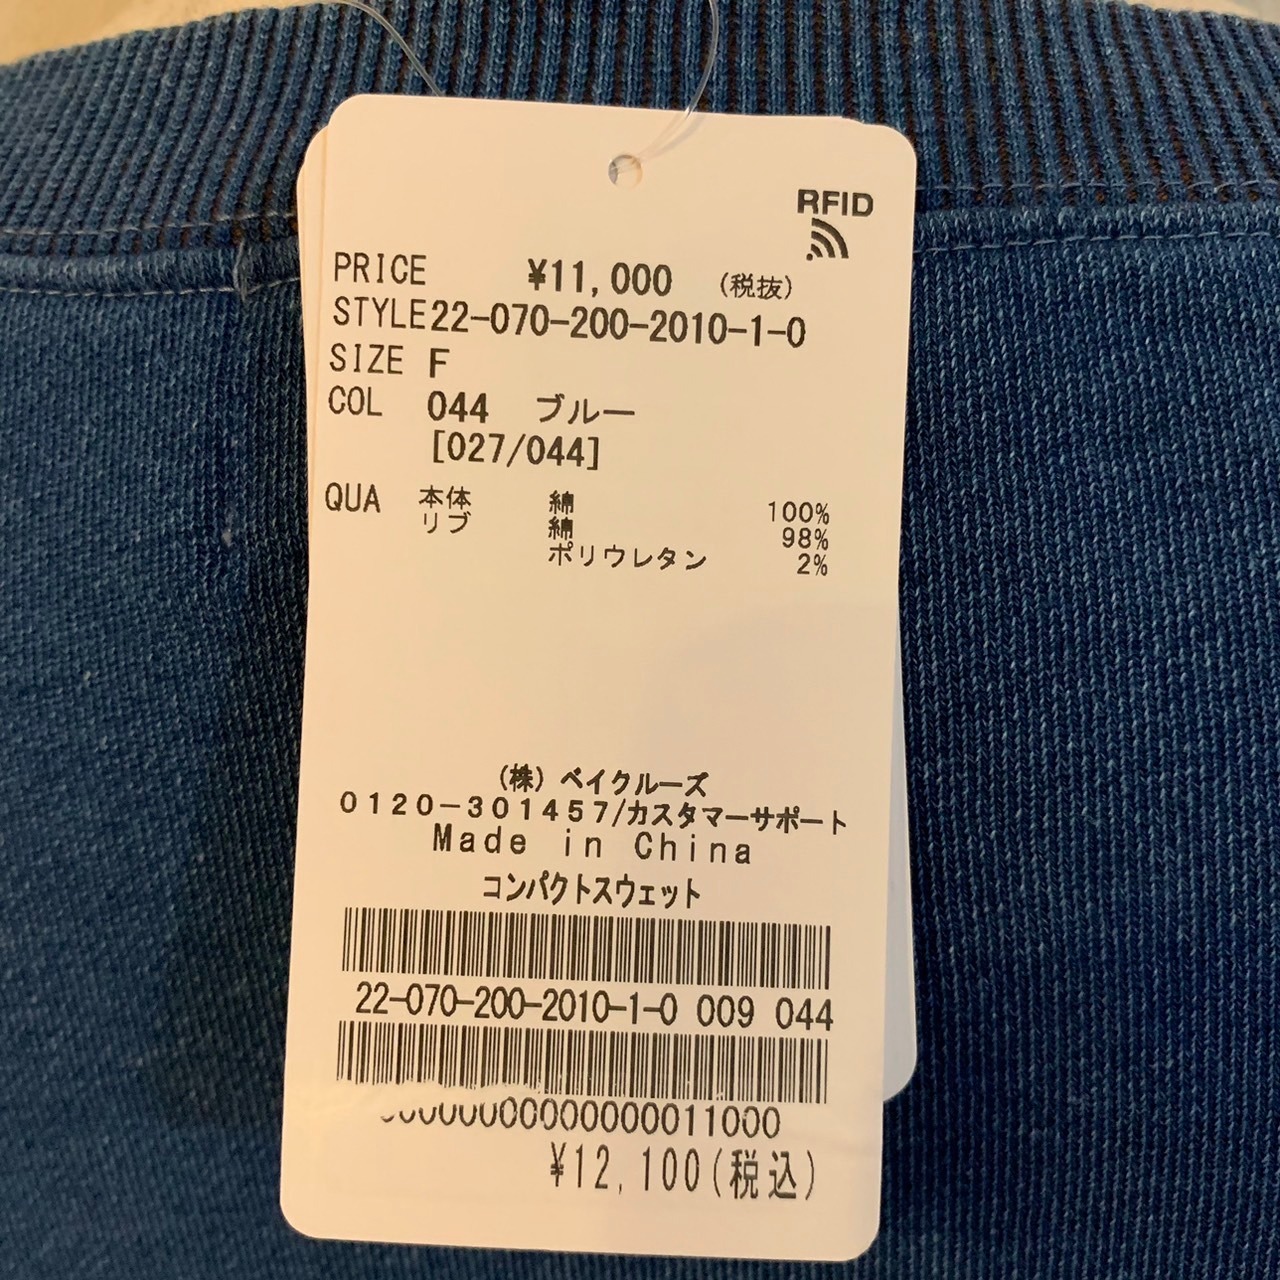 RFID
PRICE ¥11,000 (税抜)
STYLE 22-070-200-2010-1-0
SIZE F
COL 044 ブルー
[027/044]
QUA 本体 綿 100%
リブ 綿 98%
ポリウレタン 2%
(株) ベイクルーズ
0120-301457/カスタマーサポート
Made in China
コンパクトスウェット
22-070-200-2010-1-0 009 044
¥12,100(税込)